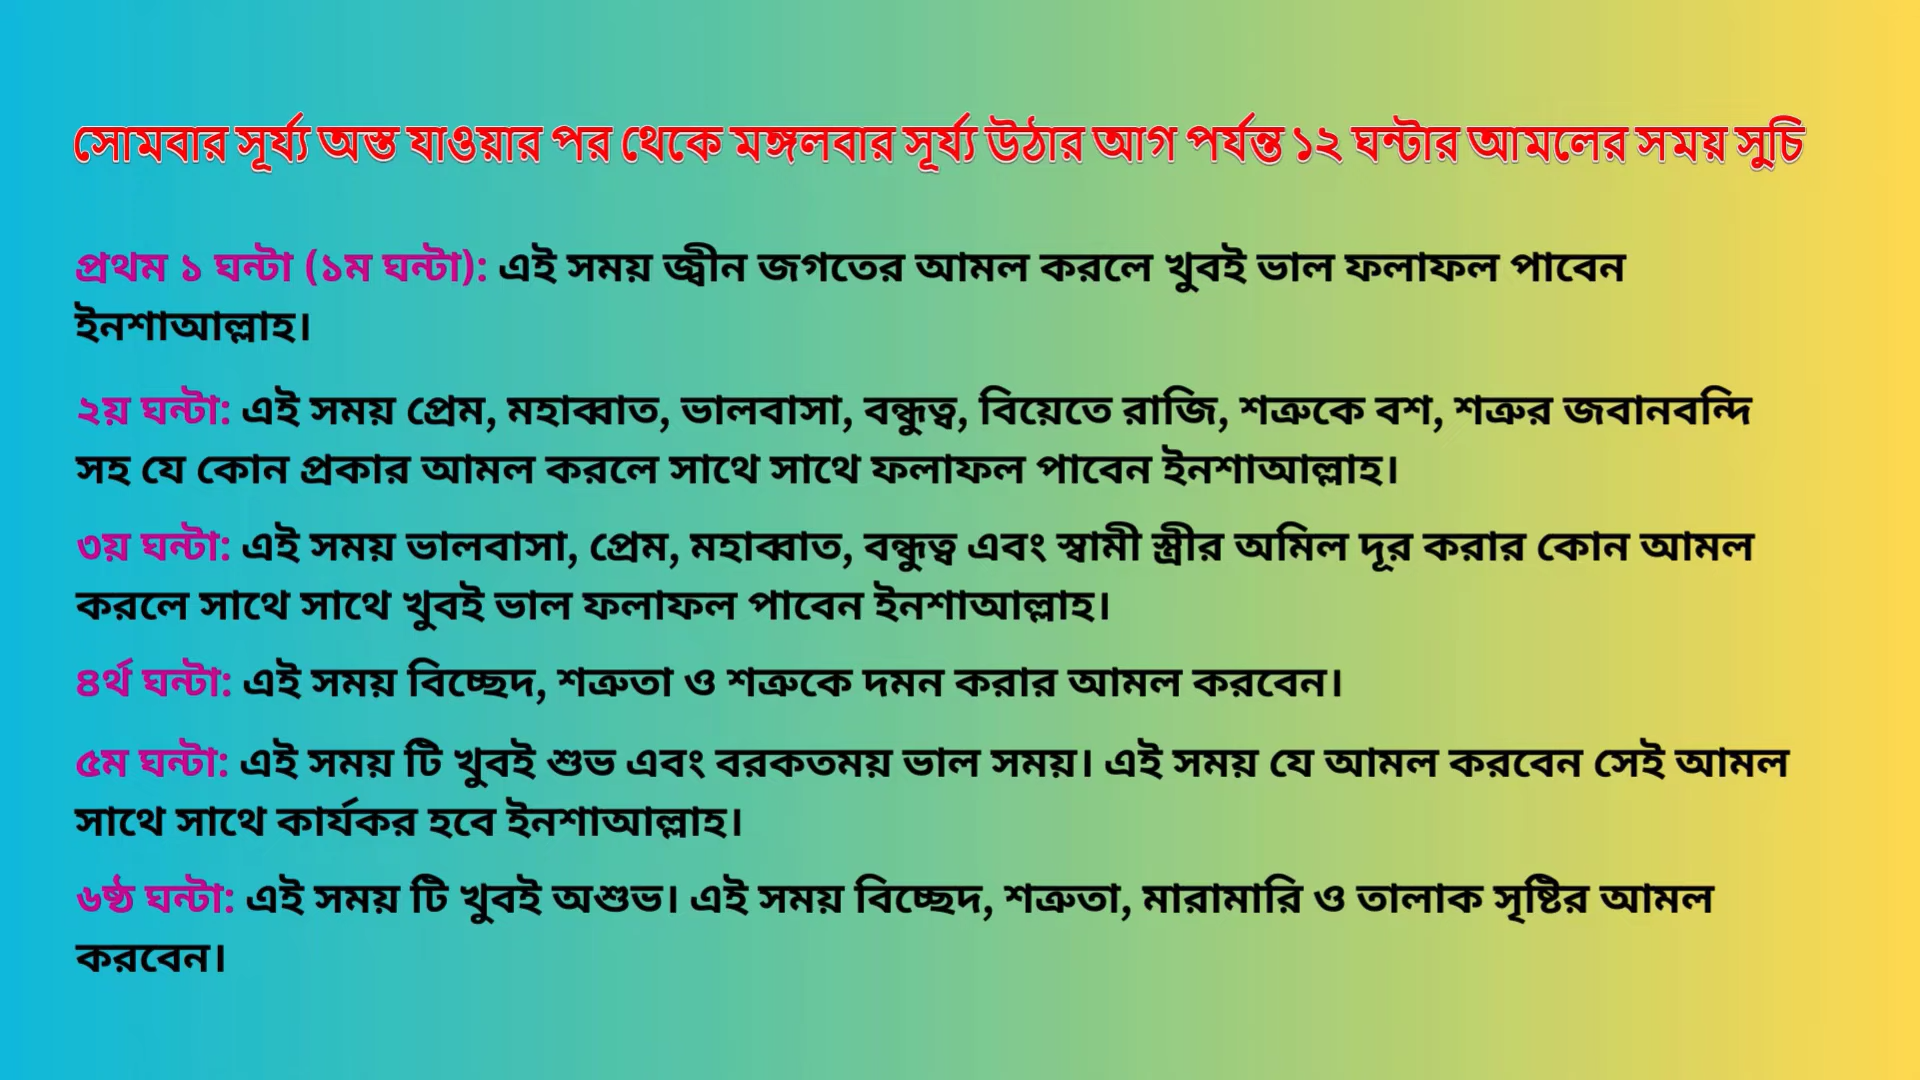 সোমবার সূর্য্য অস্ত যাওয়ার পর থেকে মঙ্গলবার সূর্য্য উঠার আগ পর্যন্ত ১২ ঘন্টার আমলের সময় সুচি
প্রথম ১ ঘন্টা (১ম ঘন্টা): এই সময় জ্বীন জগতের আমল করলে খুবই ভাল ফলাফল পাবেন
ইনশাআল্লাহ।
২য় ঘন্টা: এই সময় প্রেম, মহাব্বাত, ভালবাসা, বন্ধুত্ব, বিয়েতে রাজি, শত্রুকে বশ, শত্রুর জবানবন্দি
সহ যে কোন প্রকার আমল করলে সাথে সাথে ফলাফল পাবেন ইনশাআল্লাহ।
৩য় ঘন্টা: এই সময় ভালবাসা, প্রেম, মহাব্বাত, বন্ধুত্ব এবং স্বামী স্ত্রীর অমিল দূর করার কোন আমল
করলে সাথে সাথে খুবই ভাল ফলাফল পাবেন ইনশাআল্লাহ।
৪র্থ ঘন্টা: এই সময় বিচ্ছেদ, শত্রুতা ও শত্রুকে দমন করার আমল করবেন।
৫ম ঘন্টা: এই সময় টি খুবই শুভ এবং বরকতময় ভাল সময়। এই সময় যে আমল করবেন সেই আমল
সাথে সাথে কার্যকর হবে ইনশাআল্লাহ।
৬ষ্ঠ ঘন্টা: এই সময় টি খুবই অশুভ। এই সময় বিচ্ছেদ, শত্রুতা, মারামারি ও তালাক সৃষ্টির আমল
করবেন।